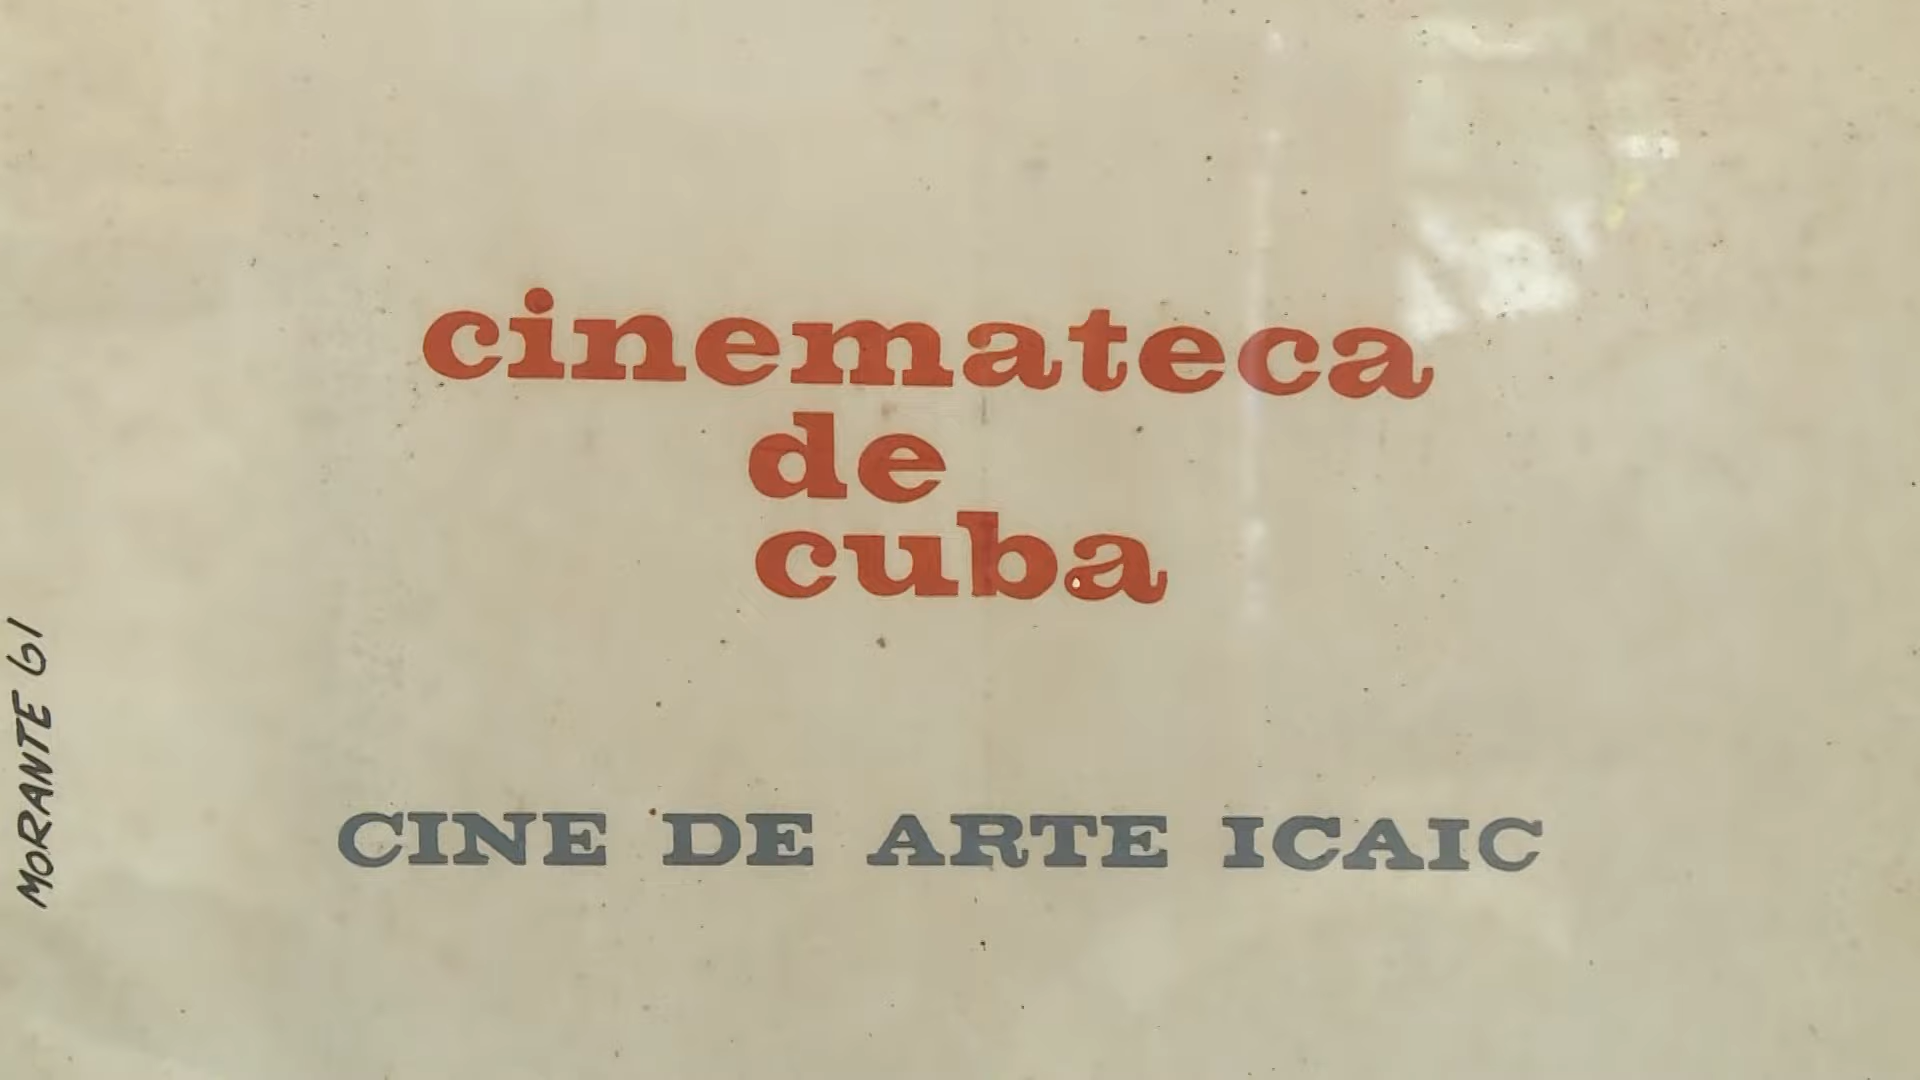 cinemateca
de
cuba
CINE DE ARTE ICAIC
MORANTE 61